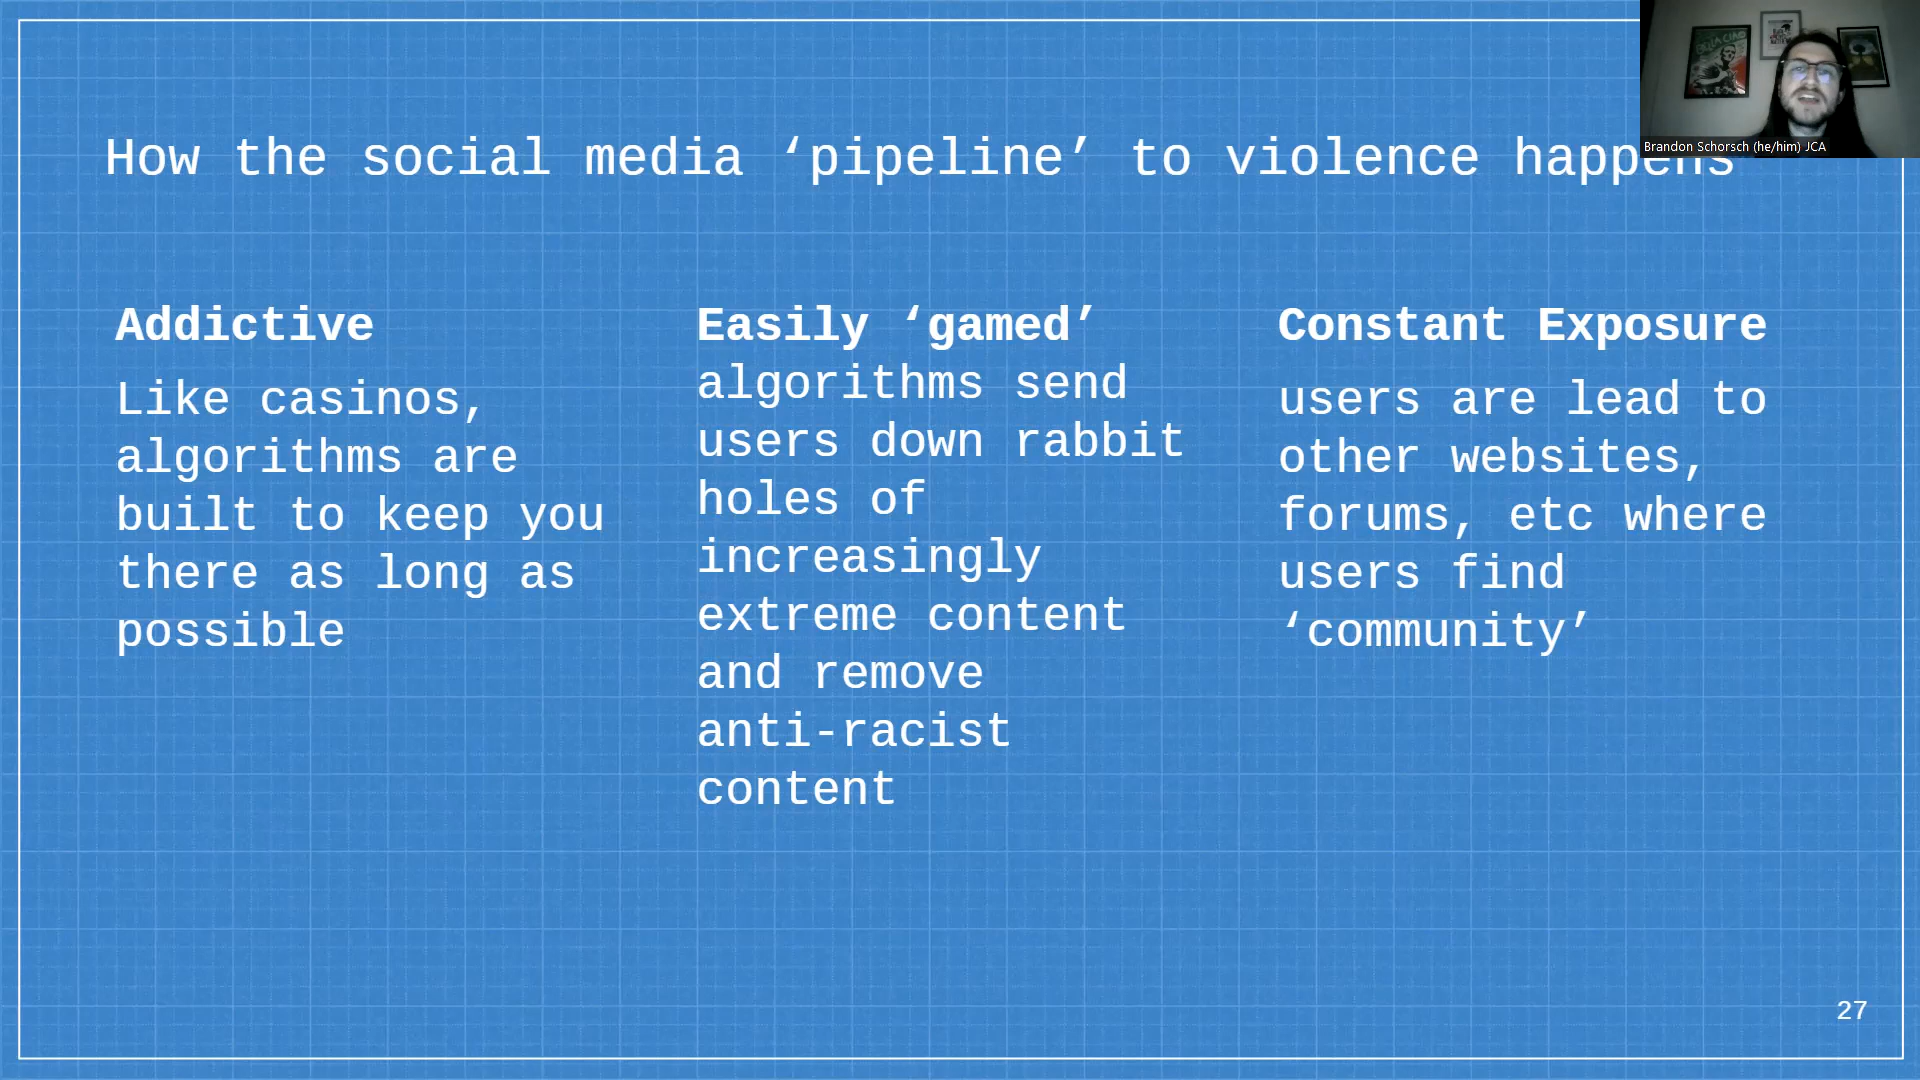 How the social media ‘pipeline’ to violence happens
Addictive
Like casinos,
algorithms are
built to keep you
there as long as
possible
Easily ‘gamed’
algorithms send
users down rabbit
holes of
increasingly
extreme content
and remove
anti-racist
content
Constant Exposure
users are lead to
other websites,
forums, etc where
users find
‘community’
BELLA CIAO
Brandon Schorsch (he/him) JCA
27